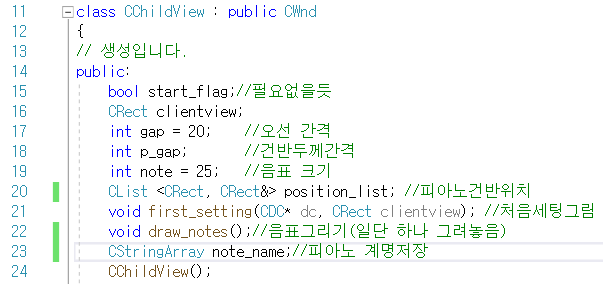 11 class CChildView : public CWnd
12 {
13 // 생성입니다.
14 public:
15 bool start_flag;//필요없을듯
16 CRect clientview;
17 int gap = 20; //오선 간격
18 int p_gap; //건반두께간격
19 int note = 25; //음표 크기
20 CList <CRect, CRect&> position_list; //피아노건반위치
21 void first_setting(CDC* dc, CRect clientview); //처음세팅그림
22 void draw_notes();//음표그리기(일단 하나 그려놓음)
23 CStringArray note_name;//피아노 계명저장
24 CChildView();